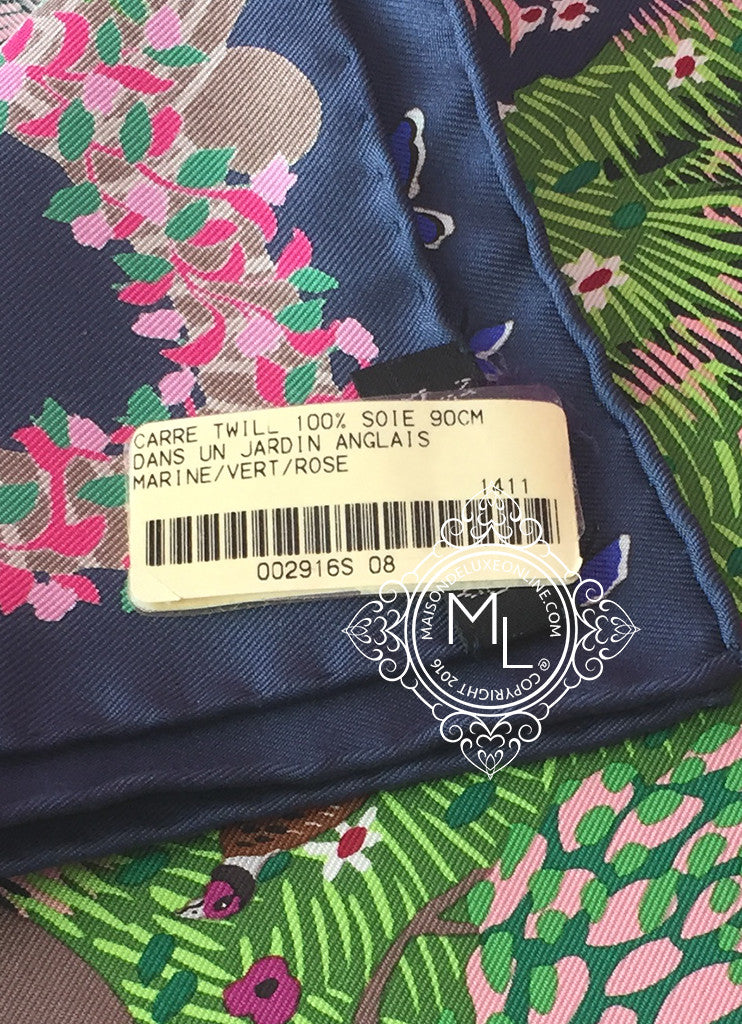 CARRE TWILL 100% SOIE 90CM
DANS UN JARDIN ANGLAIS
MARINE/VERT/ROSE
1411
002916S 08
MAISONDELUXEONLINE.COM
ML
@ COPYRIGHT 2016